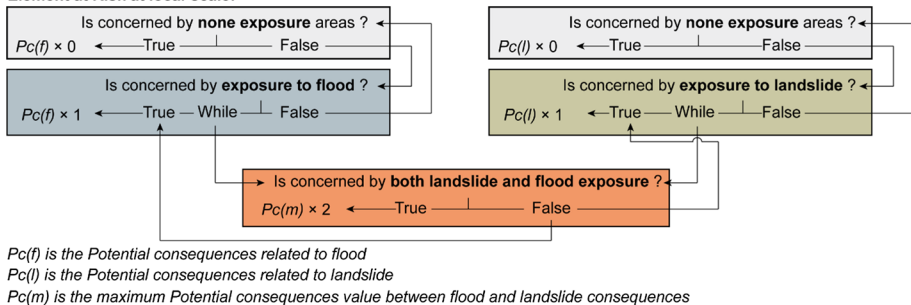 Is concerned by none exposure areas ?
Pc(f) × 0 True False
Is concerned by exposure to flood ?
Pc(f) × 1 True While False
Is concerned by none exposure areas ?
Pc(l) × 0 True False
Is concerned by exposure to landslide ?
Pc(l) × 1 True While False
Is concerned by both landslide and flood exposure ?
Pc(m) × 2 True False
Pc(f) is the Potential consequences related to flood
Pc(l) is the Potential consequences related to landslide
Pc(m) is the maximum Potential consequences value between flood and landslide consequences